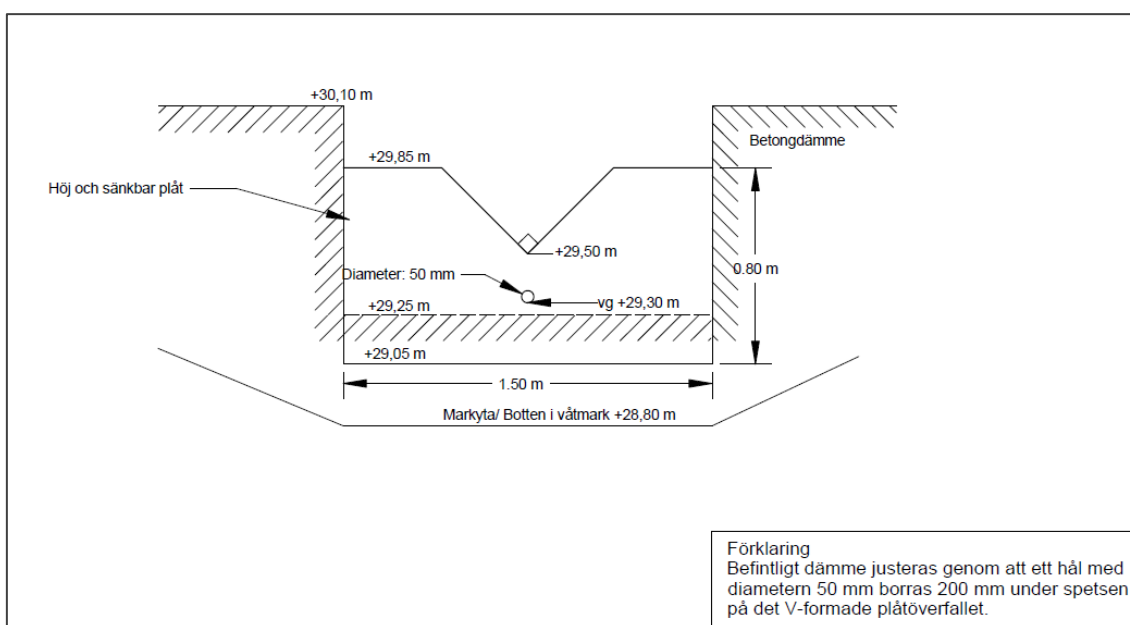 +30,10 m
Betongdämme
+29,85 m
Höj och sänkbar plåt
+29,50 m
0.80 m
Diameter: 50 mm
vg +29,30 m
+29,25 m
+29,05 m
1.50 m
Markyta/ Botten i våtmark +28,80 m
Förklaring
Befintligt dämme justeras genom att ett hål med
diametern 50 mm borras 200 mm under spetsen
på det V-formade plåtöverfallet.